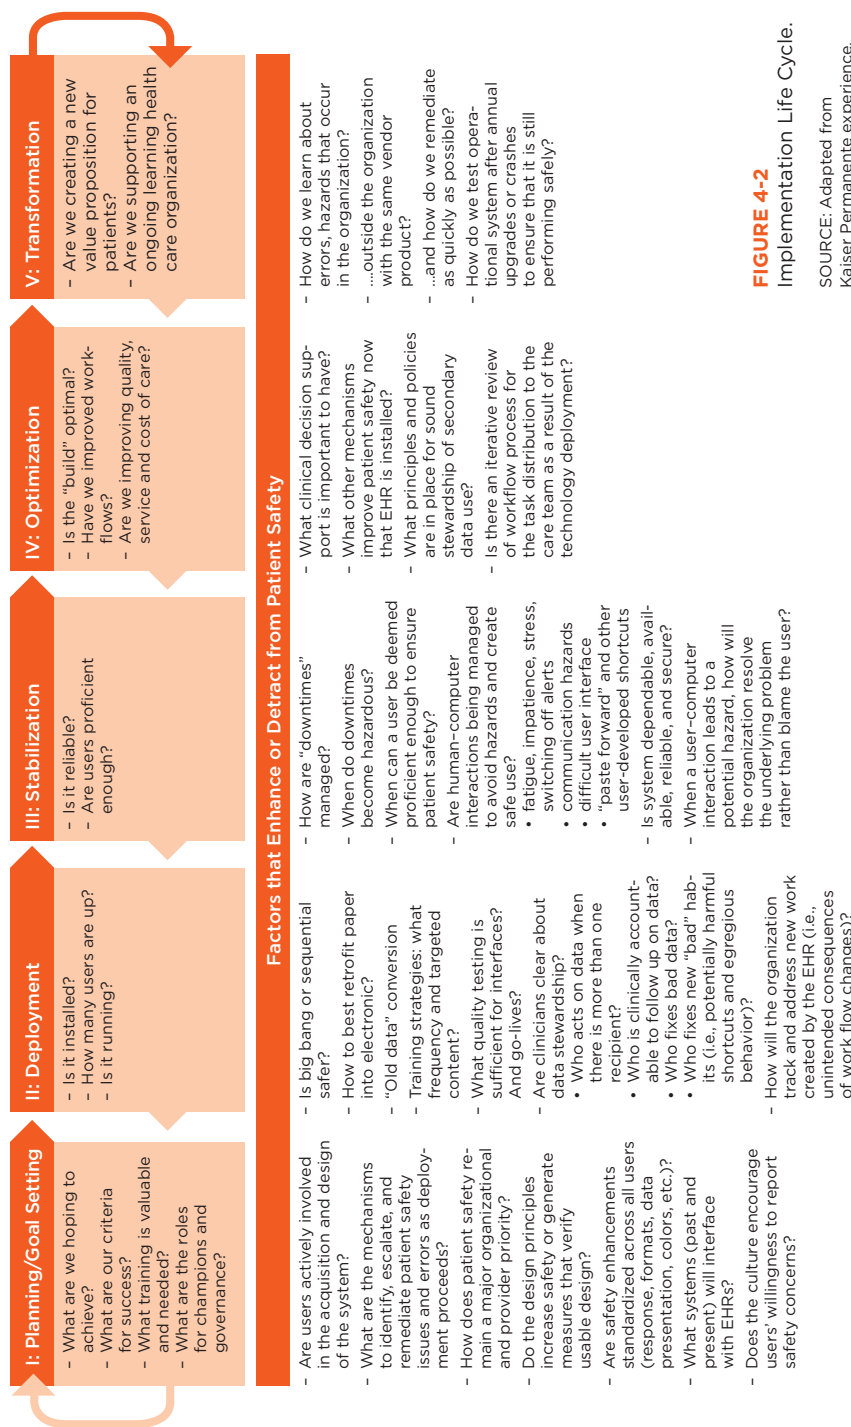 I: Planning/Goal Setting
– What are we hoping to
achieve?
– What are our criteria
for success?
– What training is valuable
and needed?
– What are the roles
for champions and
governance?
II: Deployment
– Is it installed?
– How many users are up?
– Is it running?
III: Stabilization
– Is it reliable?
– Are users proficient
enough?
IV: Optimization
– Is the “build” optimal?
– Have we improved work-
flows?
– Are we improving quality,
service and cost of care?
V: Transformation
– Are we creating a new
value proposition for
patients?
– Are we supporting an
ongoing learning health
care organization?
Factors that Enhance or Detract from Patient Safety
– Are users actively involved
in the acquisition and design
of the system?
– What are the mechanisms
to identify, escalate, and
remediate patient safety
issues and errors as deploy-
ment proceeds?
– How does patient safety re-
main a major organizational
and provider priority?
– Do the design principles
increase safety or generate
measures that verify
usable design?
– Are safety enhancements
standardized across all users
(response, formats, data
presentation, colors, etc.)?
– What systems (past and
present) will interface
with EHRs?
– Does the culture encourage
users’ willingness to report
safety concerns?
– Is big bang or sequential
safer?
– How to best retrofit paper
into electronic?
– “Old data” conversion
– Training strategies: what
frequency and targeted
content?
– What quality testing is
sufficient for interfaces?
And go-lives?
– Are clinicians clear about
data stewardship?
• Who acts on data when
there is more than one
recipient?
• Who is clinically account-
able to follow up on data?
• Who fixes bad data?
• Who fixes new “bad” hab-
its (i.e., potentially harmful
shortcuts and egregious
behavior)?
– How will the organization
track and address new work
created by the EHR (i.e.,
unintended consequences
of work flow changes)?
– How are “downtimes”
managed?
– When do downtimes
become hazardous?
– When can a user be deemed
proficient enough to ensure
patient safety?
– Are human–computer
interactions being managed
to avoid hazards and create
safe use?
• fatigue, impatience, stress,
switching off alerts
• communication hazards
• difficult user interface
• “paste forward” and other
user-developed shortcuts
– Is system dependable, avail-
able, reliable, and secure?
– When a user–computer
interaction leads to a
potential hazard, how will
the organization resolve
the underlying problem
rather than blame the user?
– What clinical decision sup-
port is important to have?
– What other mechanisms
improve patient safety now
that EHR is installed?
– What principles and policies
are in place for sound
stewardship of secondary
data use?
– Is there an iterative review
of workflow process for
the task distribution to the
care team as a result of the
technology deployment?
– How do we learn about
errors, hazards that occur
in the organization?
– ....outside the organization
with the same vendor
product?
– ...and how do we remediate
as quickly as possible?
– How do we test opera-
tional system after annual
upgrades or crashes
to ensure that it is still
performing safely?
FIGURE 4-2
Implementation Life Cycle.
SOURCE: Adapted from
Kaiser Permanente experience.